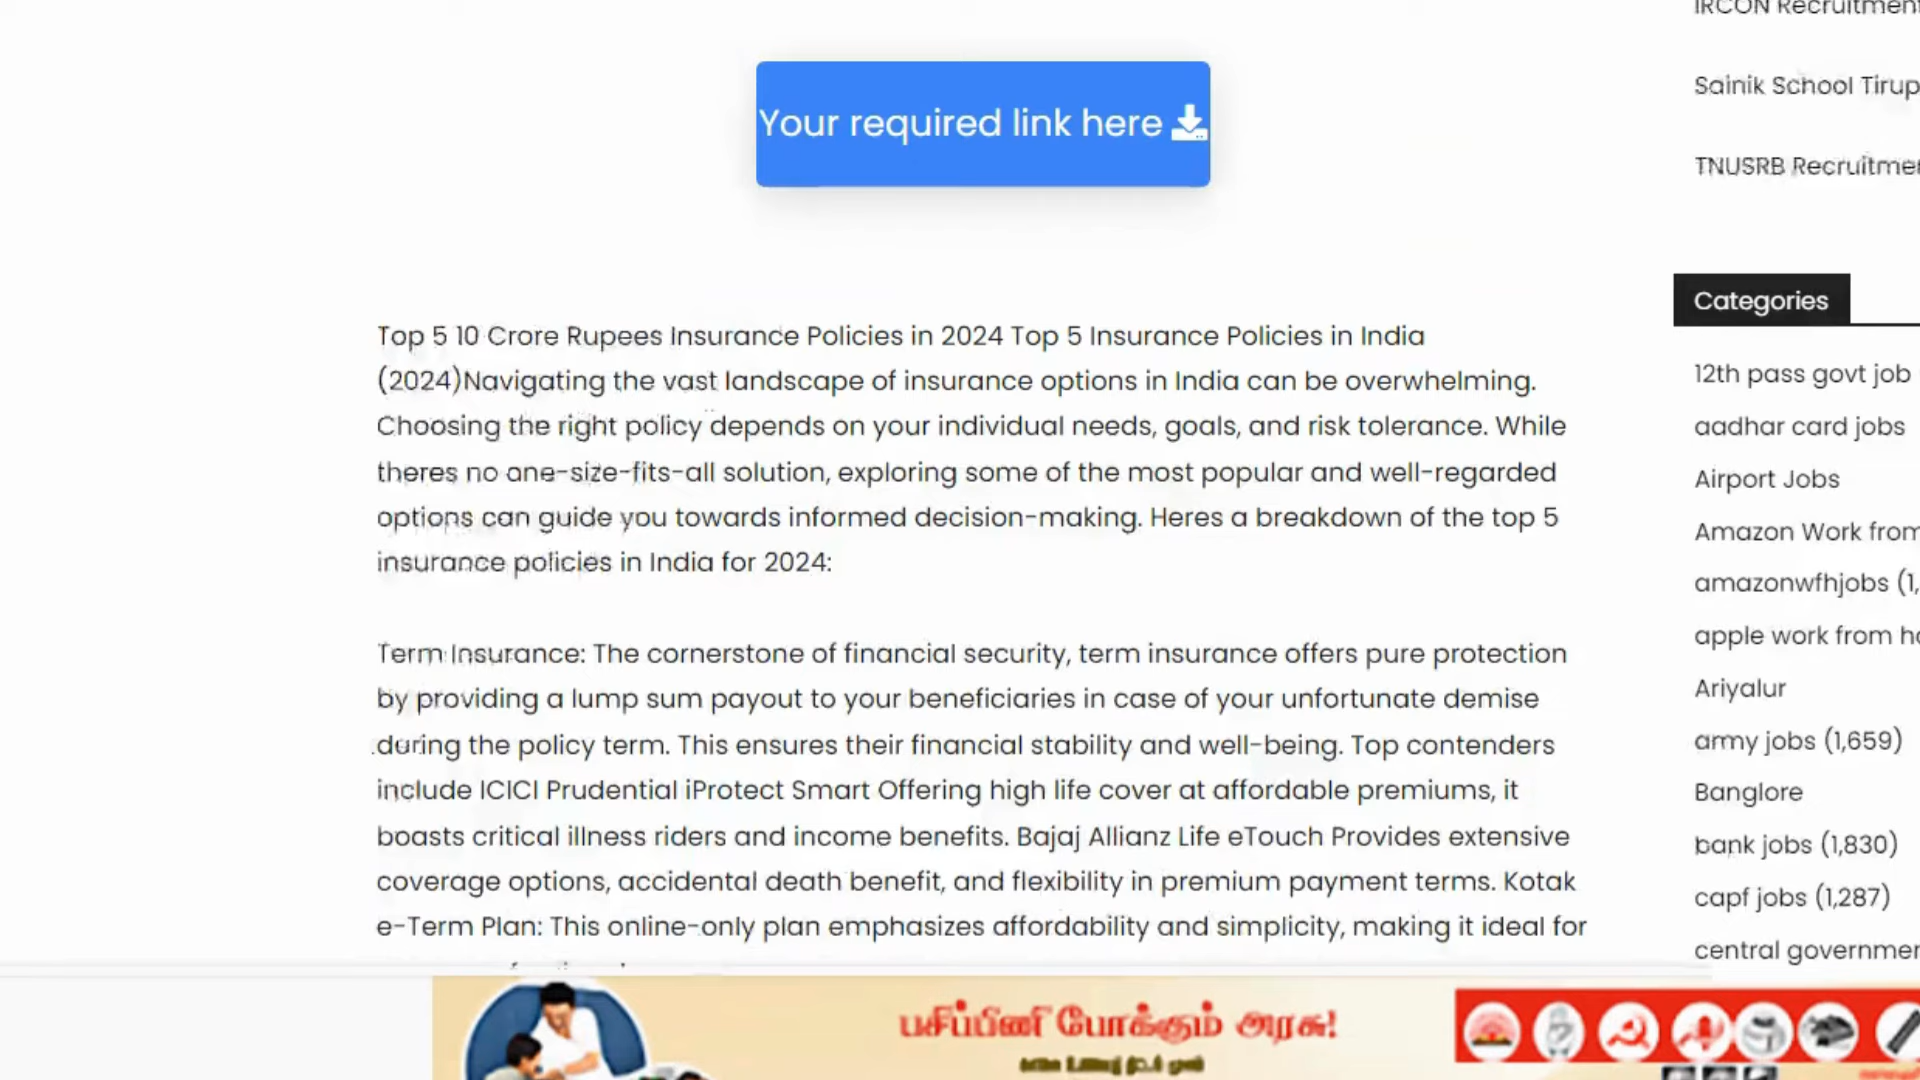 IRCON Recruitment
Your required link here
Sainik School Tirup
TNUSRB Recruitme
Top 5 10 Crore Rupees Insurance Policies in 2024 Top 5 Insurance Policies in India
(2024)Navigating the vast landscape of insurance options in India can be overwhelming.
Choosing the right policy depends on your individual needs, goals, and risk tolerance. While
theres no one-size-fits-all solution, exploring some of the most popular and well-regarded
options can guide you towards informed decision-making. Heres a breakdown of the top 5
insurance policies in India for 2024:
Term Insurance: The cornerstone of financial security, term insurance offers pure protection
by providing a lump sum payout to your beneficiaries in case of your unfortunate demise
during the policy term. This ensures their financial stability and well-being. Top contenders
include ICICI Prudential iProtect Smart Offering high life cover at affordable premiums, it
boasts critical illness riders and income benefits. Bajaj Allianz Life eTouch Provides extensive
coverage options, accidental death benefit, and flexibility in premium payment terms. Kotak
e-Term Plan: This online-only plan emphasizes affordability and simplicity, making it ideal for
Categories
12th pass govt job
aadhar card jobs
Airport Jobs
Amazon Work from
amazonwfhjobs (1,
apple work from ho
Ariyalur
army jobs (1,659)
Banglore
bank jobs (1,830)
capf jobs (1,287)
central governmen
பசிப்பிணி போக்கும் அரசு!